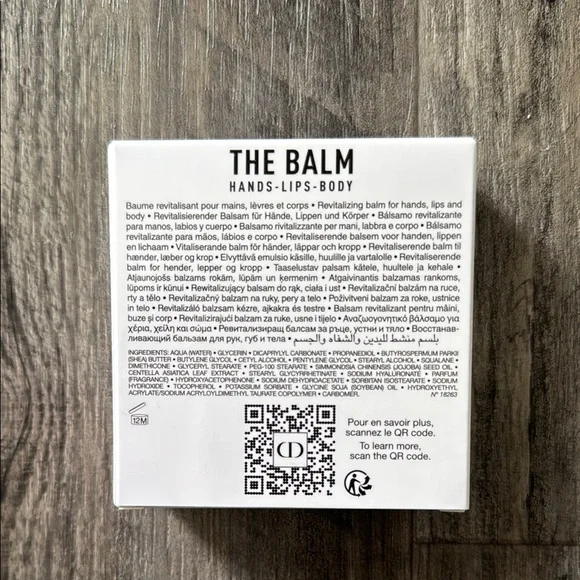 THE BALM
HANDS-LIPS-BODY
Baume revitalisant pour mains, lèvres et corps • Revitalizing balm for hands, lips and
body • Revitalisierender Balsam für Hände, Lippen und Körper • Bálsamo revitalizante
para manos, labios y cuerpo • Balsamo rivitalizzante per mani, labbra e corpo • Bálsamo
revitalizante para mãos, lábios e corpo • Revitaliserende balsem voor handen, lippen
en lichaam • Vitaliserande balm för händer, läppar och kropp • Revitaliserende balm til
hænder, læber og krop • Elvyttävä emulsio käsille, huulille ja vartalolle • Revitaliserende
balm for hender, lepper og kropp • Taaselustav palsam kätele, huultele ja kehale •
Atjaunojošs balzams rokām, lūpām un ķermenim • Atgaivinantis balzamas rankoms,
lūpoms ir kūnui • Rewitalizujący balsam do rąk, ciała i ust • Revitalizační balzám na ruce,
rty a tělo • Revitalizačný balzam na ruky, pery a telo • Poživitveni balzam za roke, ustnice
in telo • Revitalizáló balzsam kézre, ajkakra és testre • Balsam revitalizant pentru mâini,
buze și corp • Revitalizirajući balzam za ruke, usne i tijelo • Αναζωογονητικό βάλσαμο για
χέρια, χείλη και σώμα • Ревитализиращ балсам за ръце, устни и тяло • Восстанав-
ливающий бальзам для рук, губ и тела • بلسم منشط لليدين والشفاه والجسم
INGREDIENTS: AQUA (WATER) • GLYCERIN • DICAPRYLYL CARBONATE • PROPANEDIOL • BUTYROSPERMUM PARKII
(SHEA) BUTTER • BUTYLENE GLYCOL • CETYL ALCOHOL • PENTYLENE GLYCOL • STEARYL ALCOHOL • SQUALANE •
DIMETHICONE • GLYCERYL STEARATE • PEG-100 STEARATE • SIMMONDSIA CHINENSIS (JOJOBA) SEED OIL •
CENTELLA ASIATICA LEAF EXTRACT • STEARYL GLYCYRRHETINATE • SODIUM HYALURONATE • PARFUM
(FRAGRANCE) • HYDROXYACETOPHENONE • SODIUM DEHYDROACETATE • SORBITAN ISOSTEARATE • SODIUM
HYDROXIDE • TOCOPHEROL • POTASSIUM SORBATE • GLYCINE SOJA (SOYBEAN) OIL • HYDROXYETHYL
ACRYLATE/SODIUM ACRYLOYLDIMETHYL TAURATE COPOLYMER • CARBOMER. N° 18263
12M
CD
Pour en savoir plus,
scannez le QR code.
To learn more,
scan the QR code.